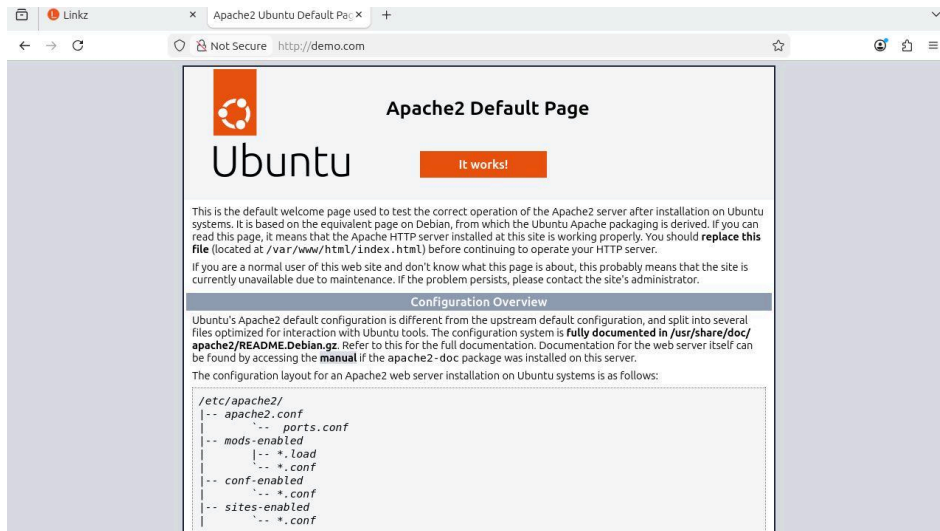 Linkz
Apache2 Ubuntu Default Pag
Not Secure http://demo.com
Apache2 Default Page
Ubuntu
It works!
This is the default welcome page used to test the correct operation of the Apache2 server after installation on Ubuntu
systems. It is based on the equivalent page on Debian, from which the Ubuntu Apache packaging is derived. If you can
read this page, it means that the Apache HTTP server installed at this site is working properly. You should replace this
file (located at /var/www/html/index.html) before continuing to operate your HTTP server.
If you are a normal user of this web site and don't know what this page is about, this probably means that the site is
currently unavailable due to maintenance. If the problem persists, please contact the site's administrator.
Configuration Overview
Ubuntu's Apache2 default configuration is different from the upstream default configuration, and split into several
files optimized for interaction with Ubuntu tools. The configuration system is fully documented in /usr/share/doc/
apache2/README.Debian.gz. Refer to this for the full documentation. Documentation for the web server itself can
be found by accessing the manual if the apache2-doc package was installed on this server.
The configuration layout for an Apache2 web server installation on Ubuntu systems is as follows:
/etc/apache2/
|-- apache2.conf
|       `--  ports.conf
|-- mods-enabled
|       |-- *.load
|       `-- *.conf
|-- conf-enabled
|       `-- *.conf
|-- sites-enabled
|       `-- *.conf